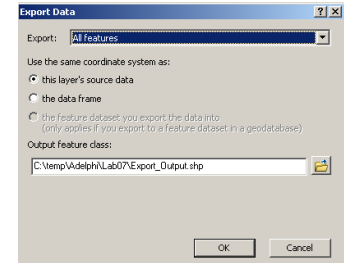 Export Data
Export: All features
Use the same coordinate system as:
this layer's source data
the data frame
the feature dataset you export the data into
(only applies if you export to a feature dataset in a geodatabase)
Output feature class:
C:\temp\Adelphi\Lab07\Export_Output.shp
OK Cancel